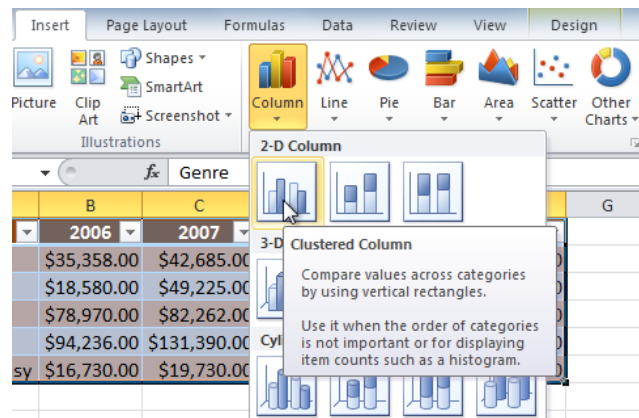 Insert Page Layout Formulas Data Review View Design
Picture Clip Art Shapes SmartArt Screenshot Column Line Pie Bar Area Scatter Other Charts
Illustrations
2-D Column
fx Genre
B C G
2006 2007
3-D
Clustered Column
$35,358.00 $42,685.00
Compare values across categories
by using vertical rectangles.
$18,580.00 $49,225.00
$78,970.00 $82,262.00
Use it when the order of categories
is not important or for displaying
item counts such as a histogram.
$94,236.00 $131,390.00
sy $16,730.00 $19,730.00